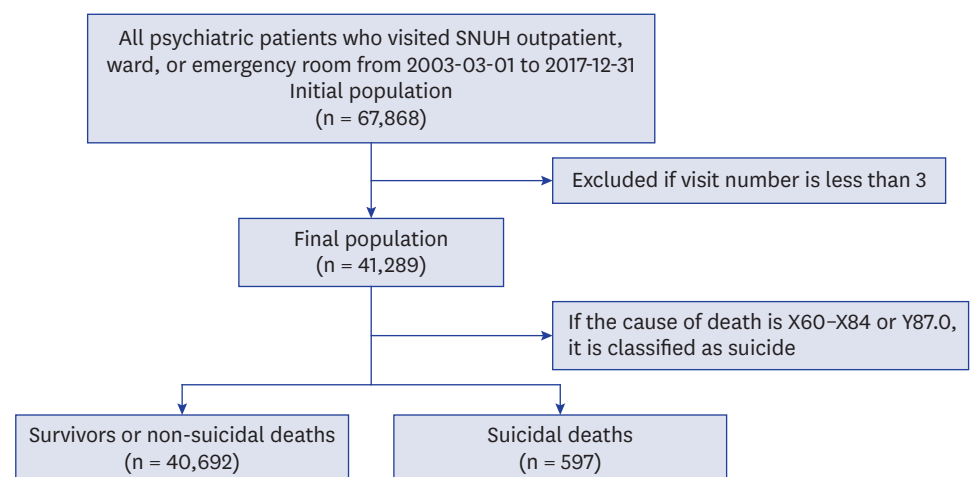 All psychiatric patients who visited SNUH outpatient,
ward, or emergency room from 2003-03-01 to 2017-12-31
Initial population
(n = 67,868)
Excluded if visit number is less than 3
Final population
(n = 41,289)
If the cause of death is X60–X84 or Y87.0,
it is classified as suicide
Survivors or non-suicidal deaths
(n = 40,692)
Suicidal deaths
(n = 597)